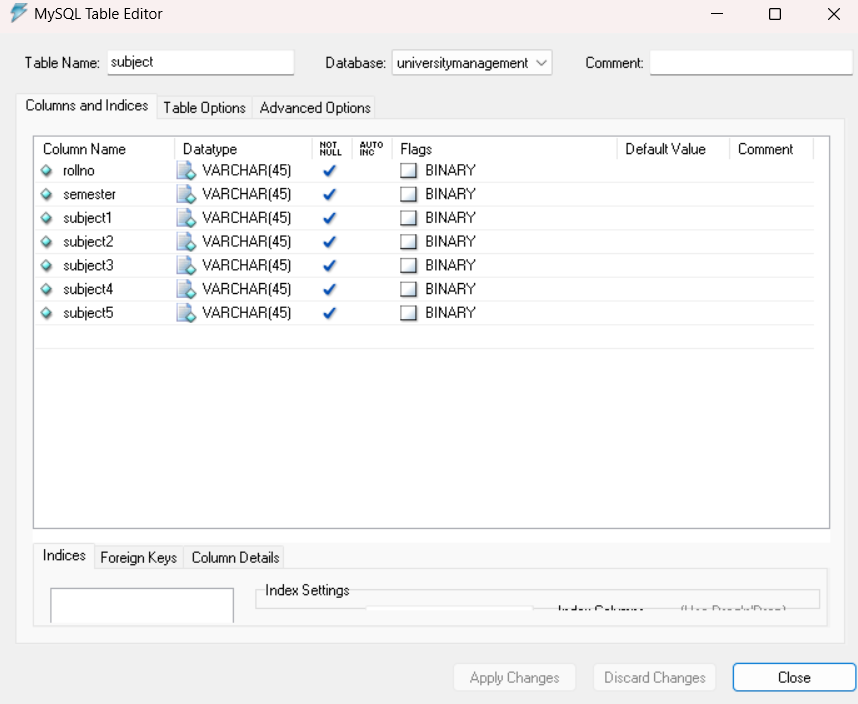 MySQL Table Editor
Table Name: subject Database: universitymanagement Comment:
Columns and Indices Table Options Advanced Options
Column Name Datatype NOT NULL AUTO INC Flags Default Value Comment
rollno VARCHAR(45) BINARY
semester VARCHAR(45) BINARY
subject1 VARCHAR(45) BINARY
subject2 VARCHAR(45) BINARY
subject3 VARCHAR(45) BINARY
subject4 VARCHAR(45) BINARY
subject5 VARCHAR(45) BINARY
Indices Foreign Keys Column Details
Index Settings
Apply Changes Discard Changes Close